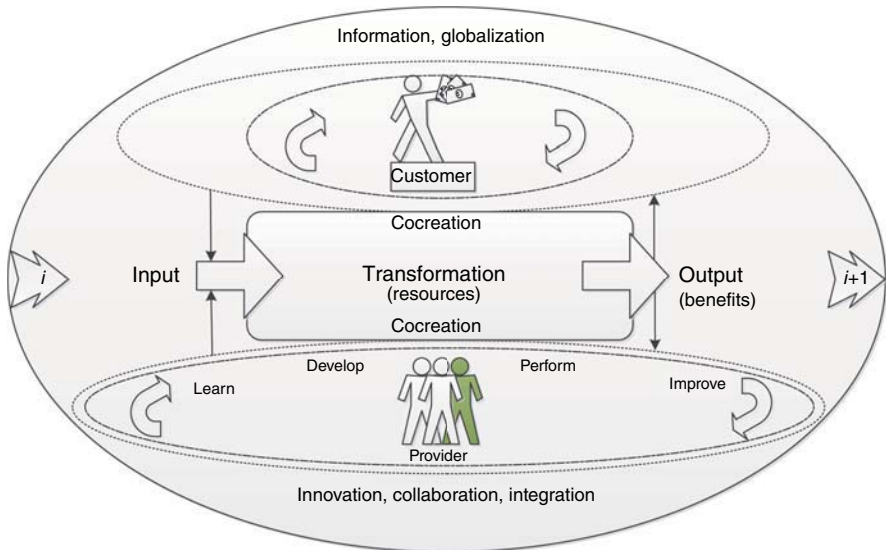 Information, globalization
Customer
Cocreation
i
Input
Transformation
(resources)
Output
(benefits)
i+1
Cocreation
Learn
Develop
Perform
Improve
Provider
Innovation, collaboration, integration